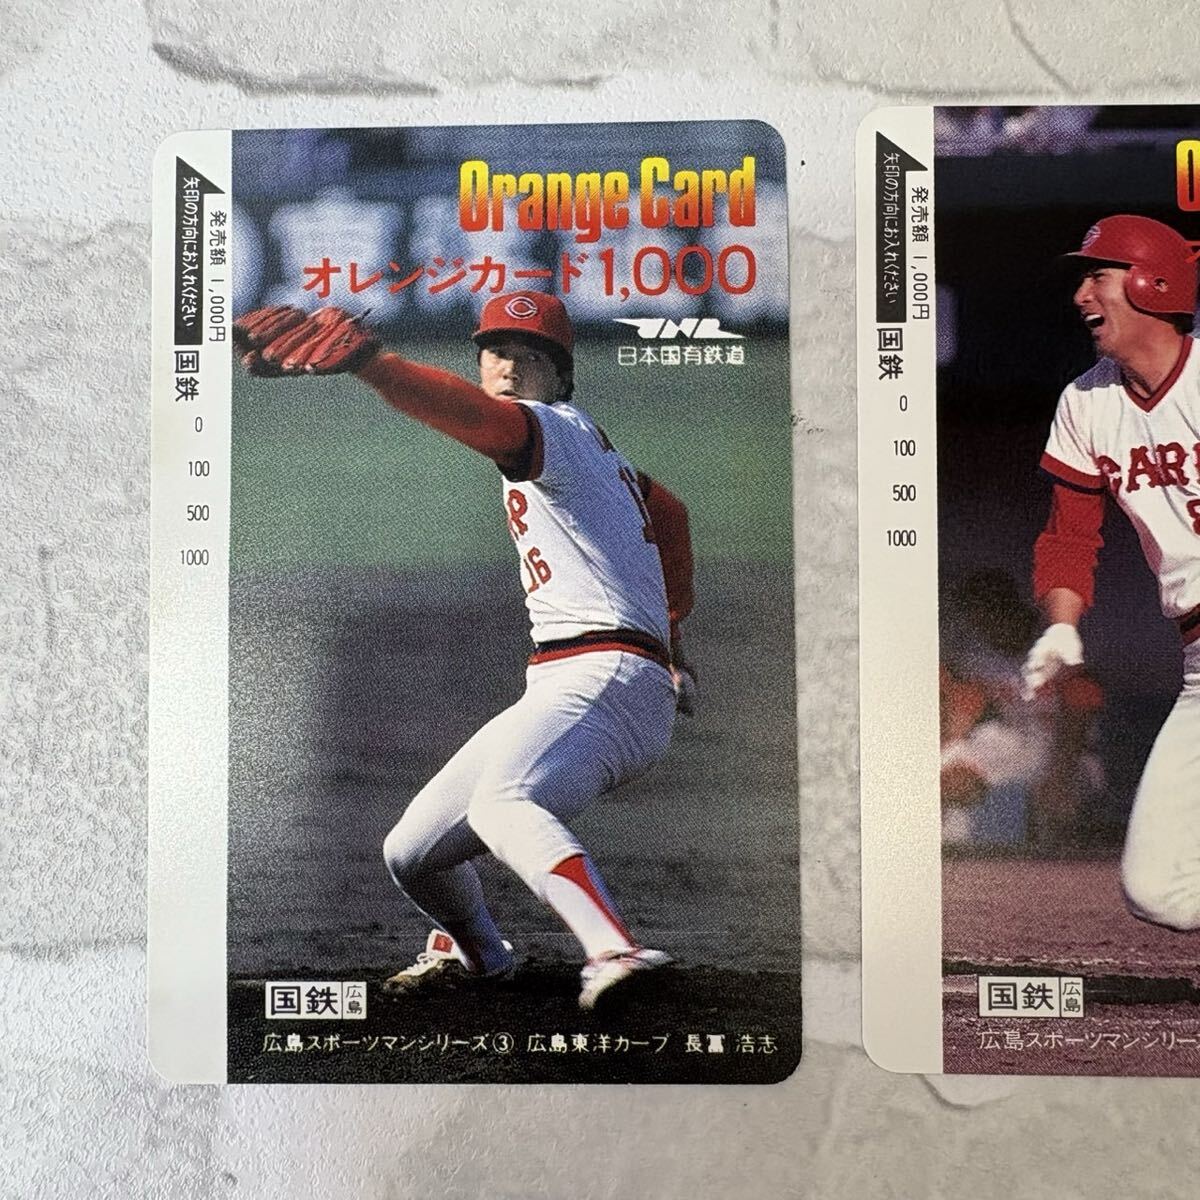 矢印の方向にお入れください
発売額 1,000円
国鉄
0
100
500
1000
Orange Card
オレンジカード1,000
JNR
日本国有鉄道
C
16
国鉄 広島
広島スポーツマンシリーズ③ 広島東洋カープ 長冨 浩志
矢印の方向にお入れください
発売額 1,000円
国鉄
0
100
500
1000
O
C
CAR
国鉄 広島
広島スポーツマンシリー